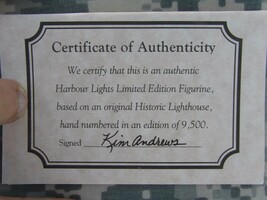 Certificate of Authenticity
We certify that this is an authentic
Harbour Lights Limited Edition Figurine,
based on an original Historic Lighthouse,
hand numbered in an edition of 9,500.
Signed Kim Andrews